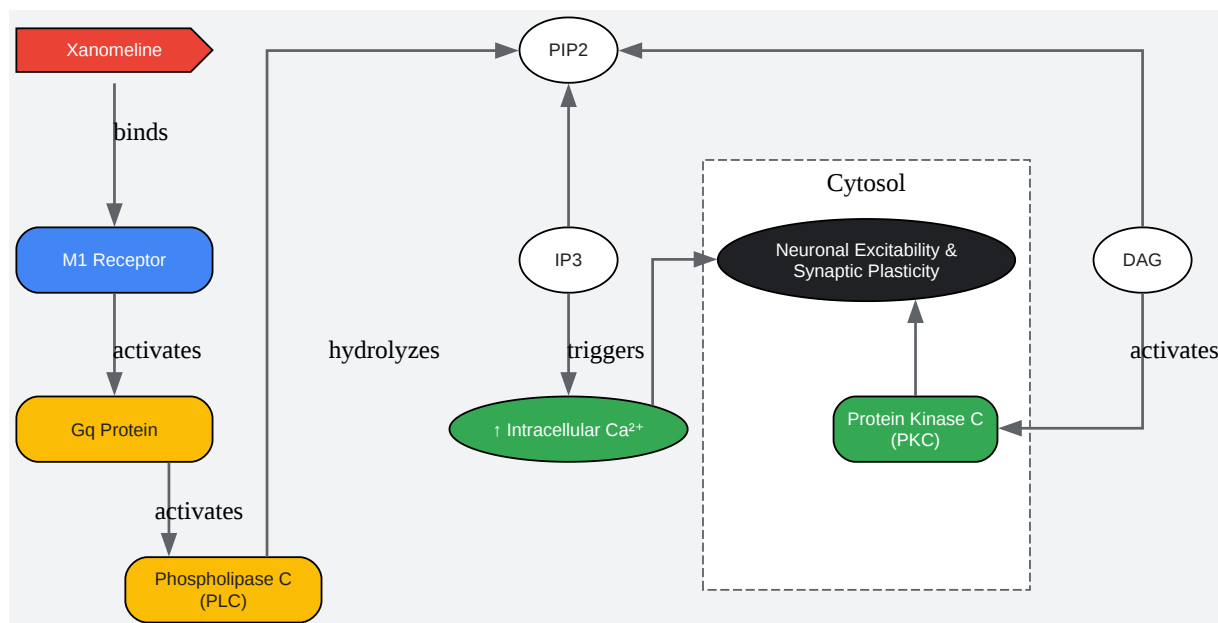 Xanomeline
PIP2
binds
Cytosol
M1 Receptor
IP3
Neuronal Excitability &
Synaptic Plasticity
DAG
activates
hydrolyzes
triggers
activates
Gq Protein
↑ Intracellular Ca²⁺
Protein Kinase C
(PKC)
activates
Phospholipase C
(PLC)